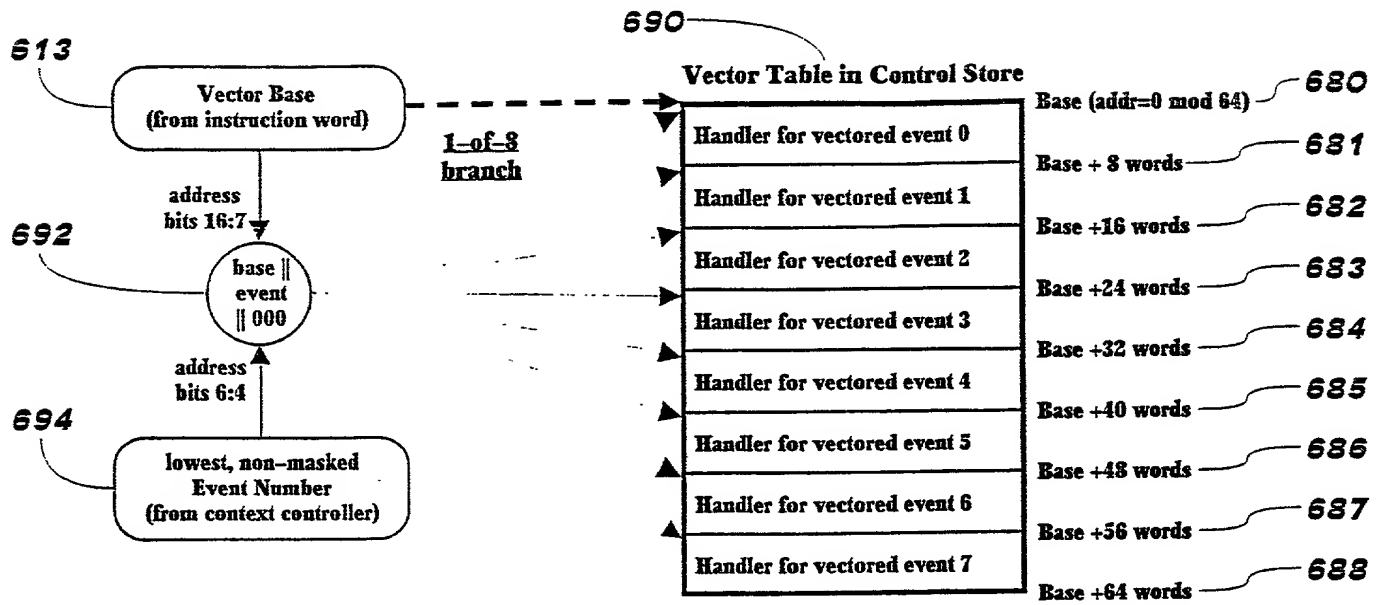 690
613
Vector Base
(from instruction word)
1-of-8
branch
address
bits 16:7
692
base ||
event
|| 000
address
bits 6:4
694
lowest, non-masked
Event Number
(from context controller)
Vector Table in Control Store
Handler for vectored event 0
Handler for vectored event 1
Handler for vectored event 2
Handler for vectored event 3
Handler for vectored event 4
Handler for vectored event 5
Handler for vectored event 6
Handler for vectored event 7
Base (addr=0 mod 64)
680
Base + 8 words
681
Base +16 words
682
Base +24 words
683
Base +32 words
684
Base +40 words
685
Base +48 words
686
Base +56 words
687
Base +64 words
688